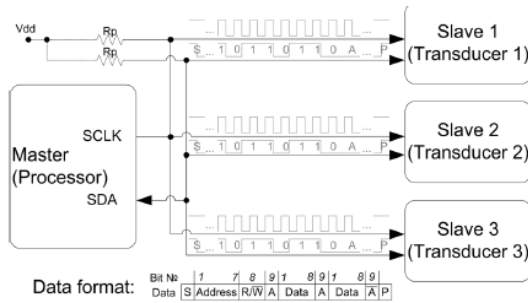 Vdd
Rp
Rp
S ... 1 0 1 1 0 1 1 0 A ... P
Slave 1
(Transducer 1)
Master
(Processor)
SCLK
SDA
S ... 1 0 1 1 0 1 1 0 A ... P
Slave 2
(Transducer 2)
S ... 1 0 1 1 0 1 1 0 A ... P
Slave 3
(Transducer 3)
Data format:
Bit № 1 7 8 9 1 8 9 1 8 9
Data S Address R/W̅ A Data A Data A̅ P